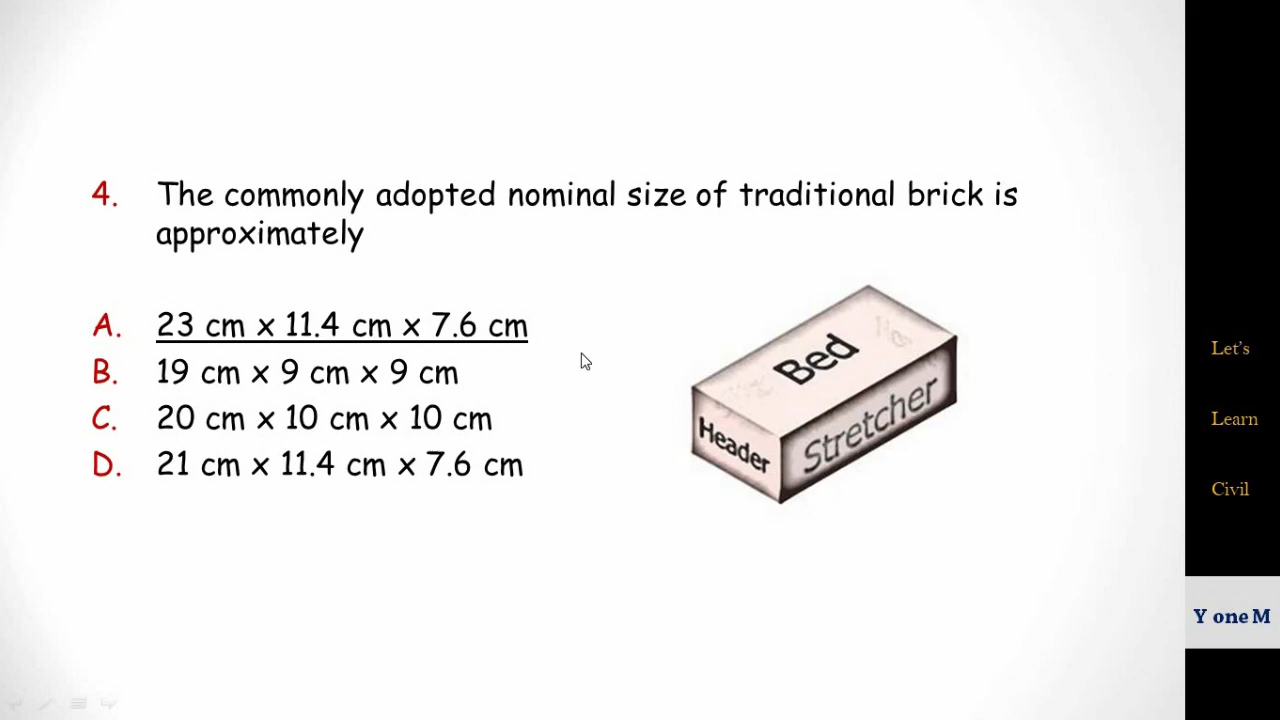 4. The commonly adopted nominal size of traditional brick is
approximately
A. 23 cm x 11.4 cm x 7.6 cm
B. 19 cm x 9 cm x 9 cm
C. 20 cm x 10 cm x 10 cm
D. 21 cm x 11.4 cm x 7.6 cm
Bed
Header
Stretcher
Let's
Learn
Civil
Y one M